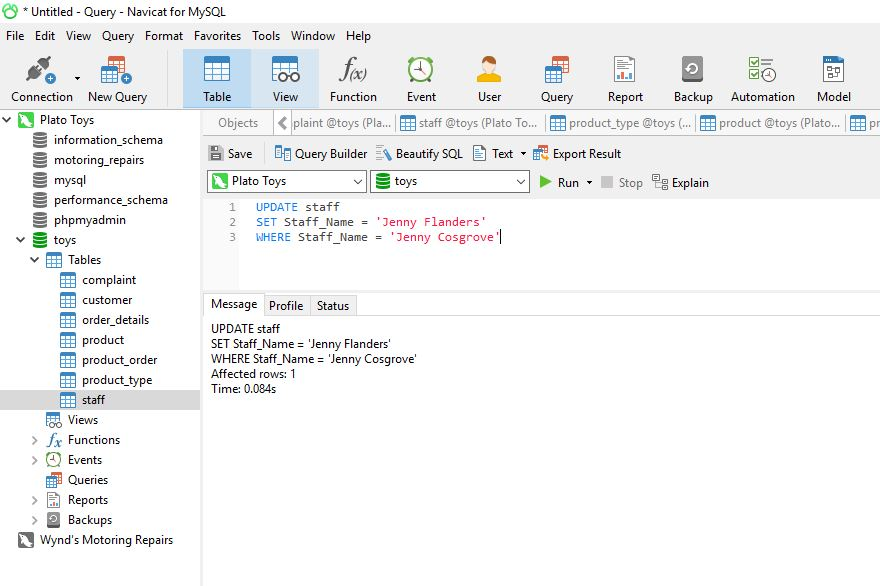 * Untitled - Query - Navicat for MySQL
File Edit View Query Format Favorites Tools Window Help
Connection New Query Table View Function Event User Query Report Backup Automation Model
Plato Toys
information_schema
motoring_repairs
mysql
performance_schema
phpmyadmin
toys
Tables
complaint
customer
order_details
product
product_order
product_type
staff
Views
Functions
Events
Queries
Reports
Backups
Wynd's Motoring Repairs
Objects plaint @toys (Pla... staff @toys (Plato To... product_type @toys (... product @toys (Plato... pr
Save Query Builder Beautify SQL Text Export Result
Plato Toys toys Run Stop Explain
1 UPDATE staff
2 SET Staff_Name = 'Jenny Flanders'
3 WHERE Staff_Name = 'Jenny Cosgrove'
Message Profile Status
UPDATE staff
SET Staff_Name = 'Jenny Flanders'
WHERE Staff_Name = 'Jenny Cosgrove'
Affected rows: 1
Time: 0.084s